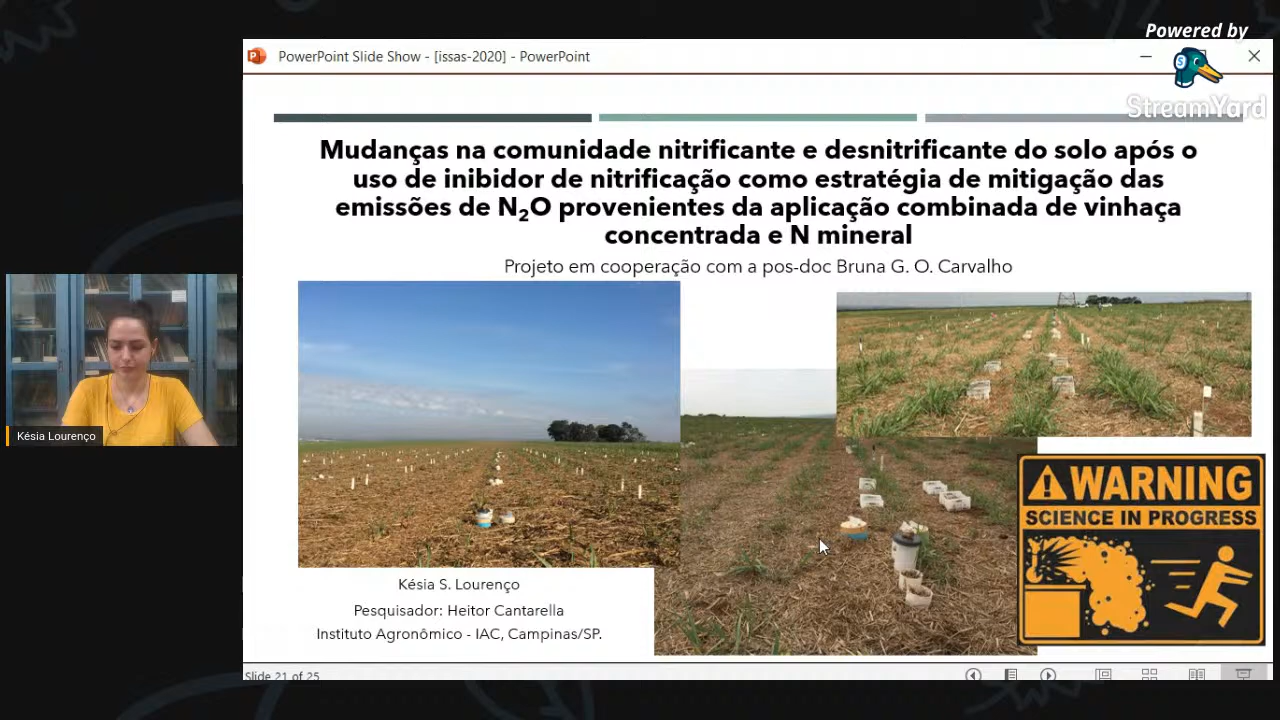 Powered by
StreamYard
PowerPoint Slide Show - [issas-2020] - PowerPoint
Mudanças na comunidade nitrificante e desnitrificante do solo após o
uso de inibidor de nitrificação como estratégia de mitigação das
emissões de N₂O provenientes da aplicação combinada de vinhaça
concentrada e N mineral
Projeto em cooperação com a pos-doc Bruna G. O. Carvalho
Késia Lourenço
WARNING
SCIENCE IN PROGRESS
Késia S. Lourenço
Pesquisador: Heitor Cantarella
Instituto Agronômico - IAC, Campinas/SP.
Slide 21 of 25